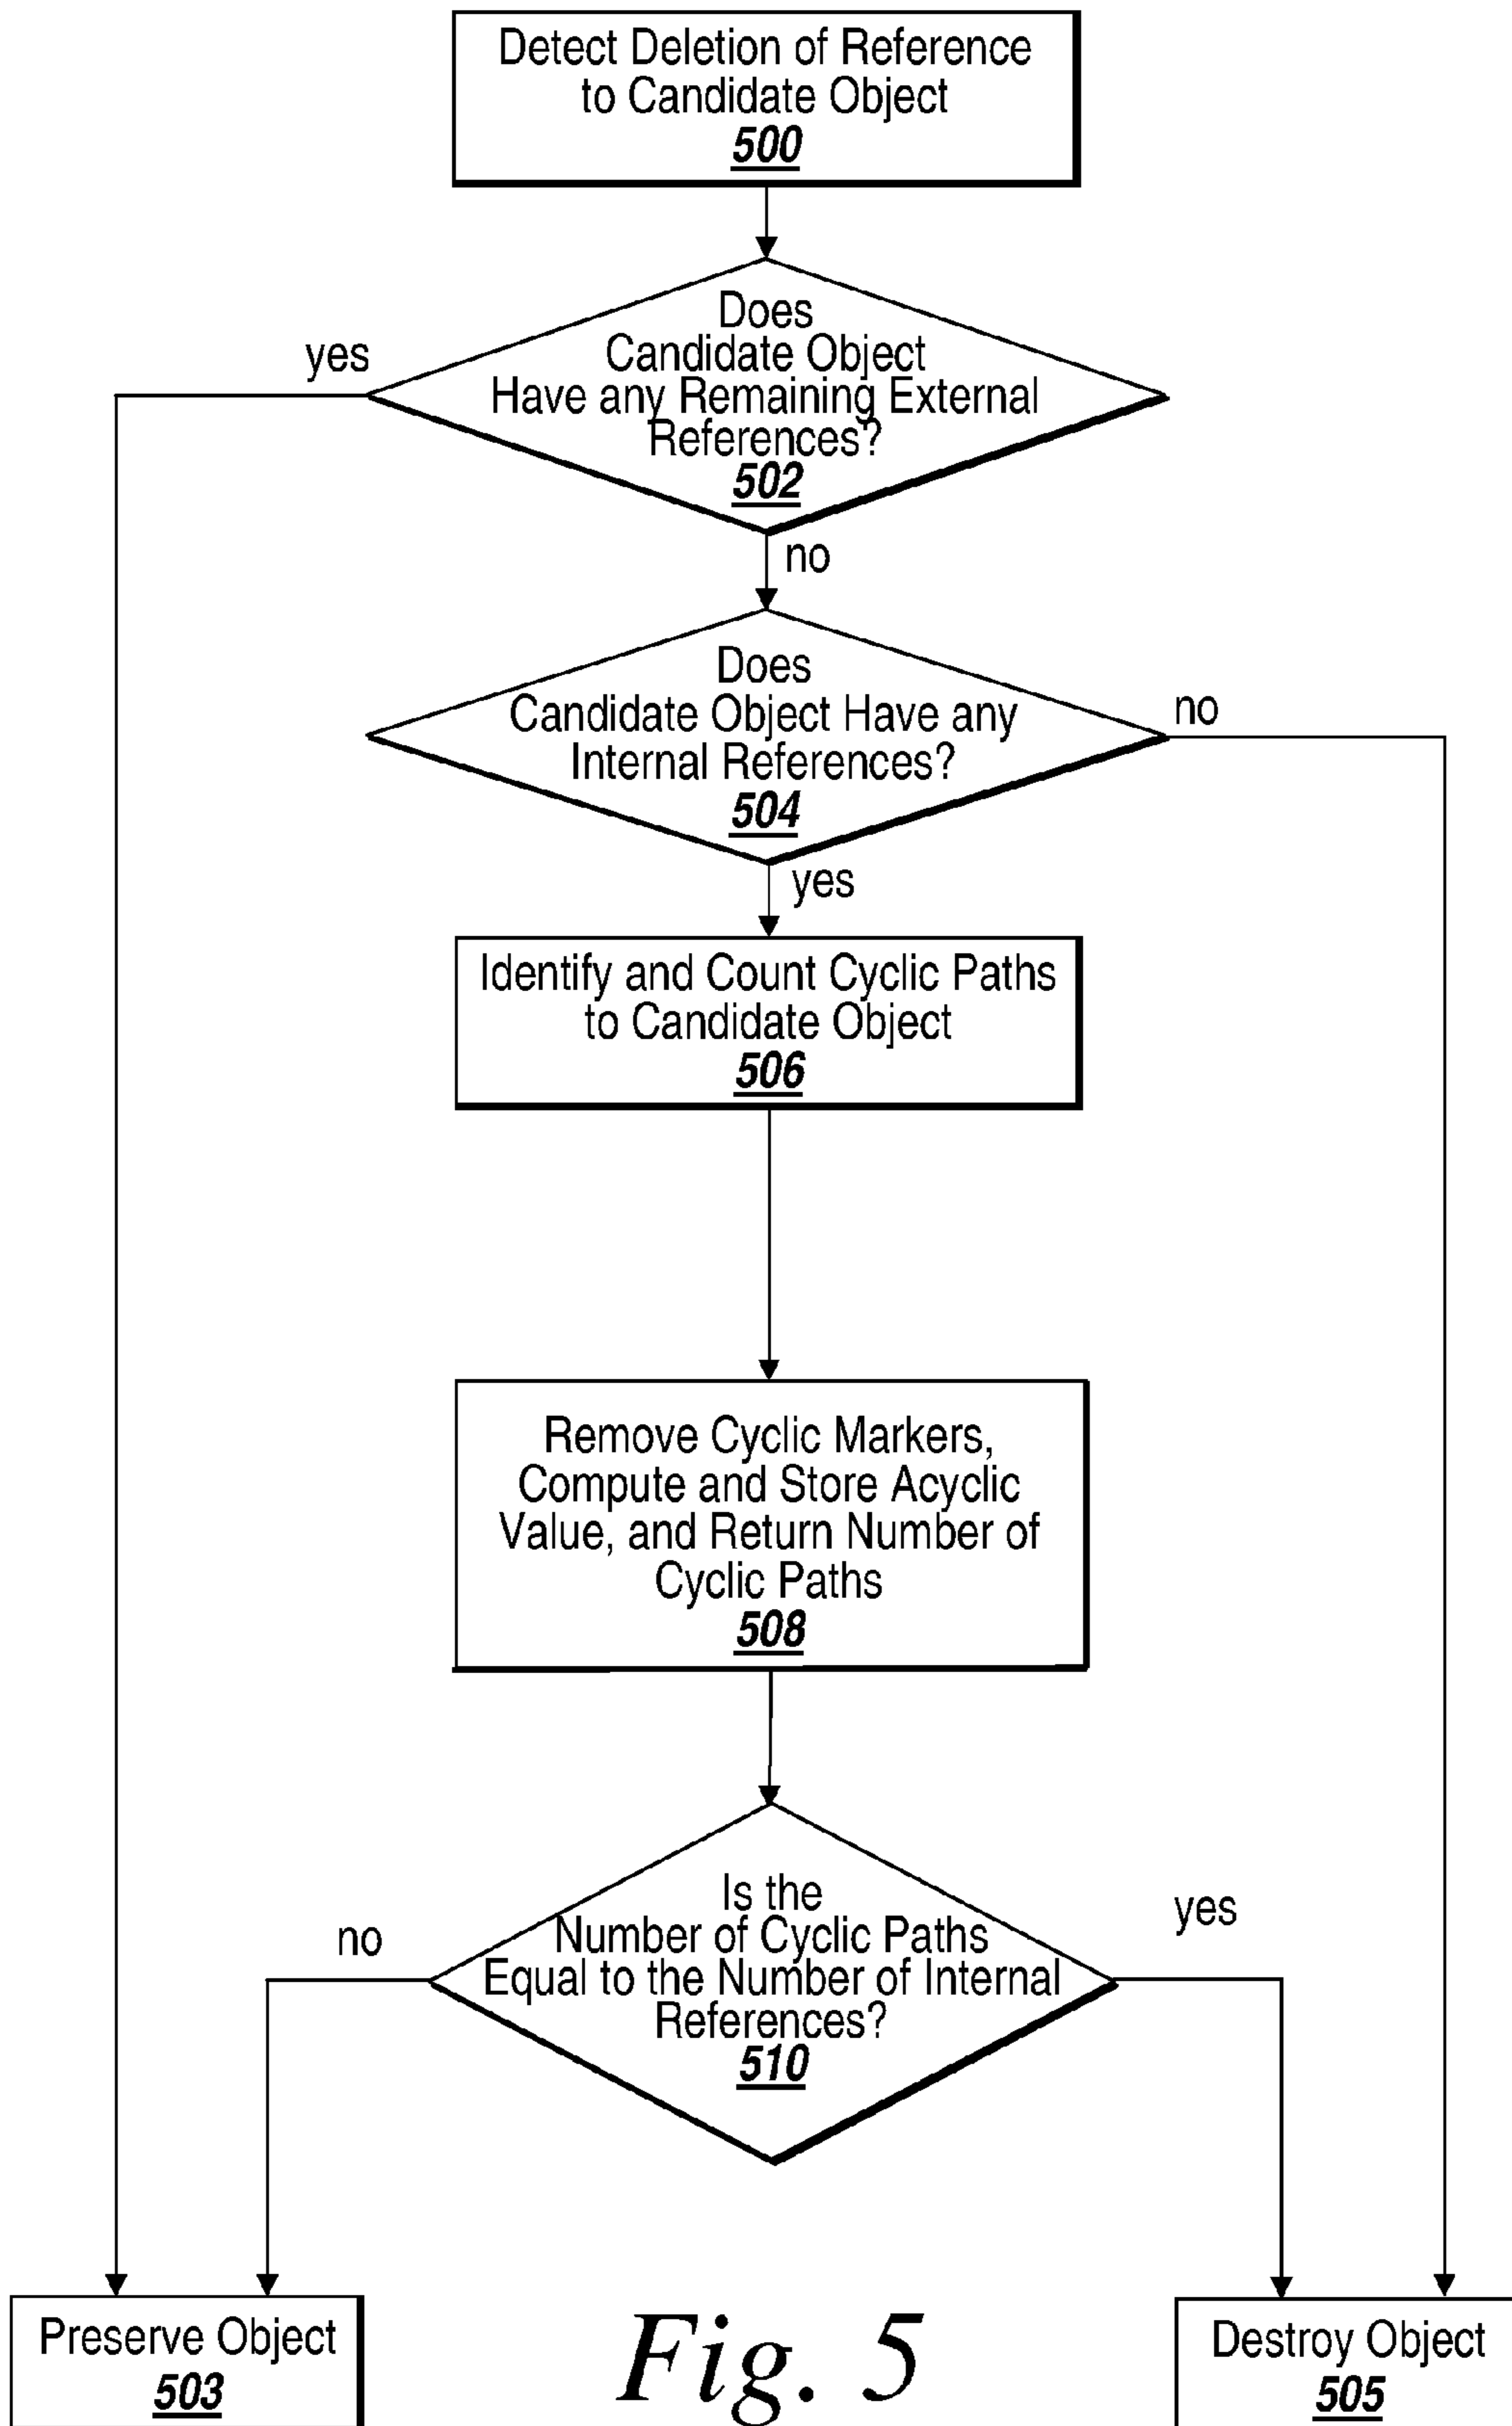 Detect Deletion of Reference
to Candidate Object
500
Does
Candidate Object
Have any Remaining External
References?
502
yes
no
Does
Candidate Object Have any
Internal References?
504
no
yes
Identify and Count Cyclic Paths
to Candidate Object
506
Remove Cyclic Markers,
Compute and Store Acyclic
Value, and Return Number of
Cyclic Paths
508
Is the
Number of Cyclic Paths
Equal to the Number of Internal
References?
510
no
yes
Preserve Object
503
Fig. 5
Destroy Object
505